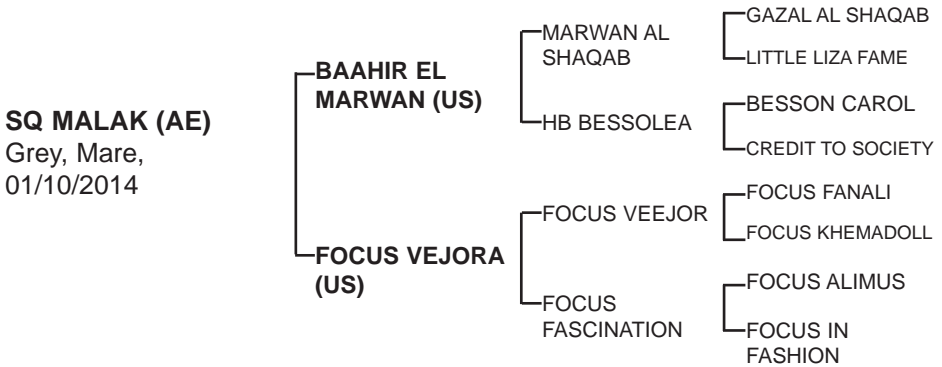 SQ MALAK (AE)
Grey, Mare,
01/10/2014
BAAHIR EL
MARWAN (US)
FOCUS VEJORA
(US)
MARWAN AL
SHAQAB
HB BESSOLEA
FOCUS VEEJOR
FOCUS
FASCINATION
GAZAL AL SHAQAB
LITTLE LIZA FAME
BESSON CAROL
CREDIT TO SOCIETY
FOCUS FANALI
FOCUS KHEMADOLL
FOCUS ALIMUS
FOCUS IN
FASHION